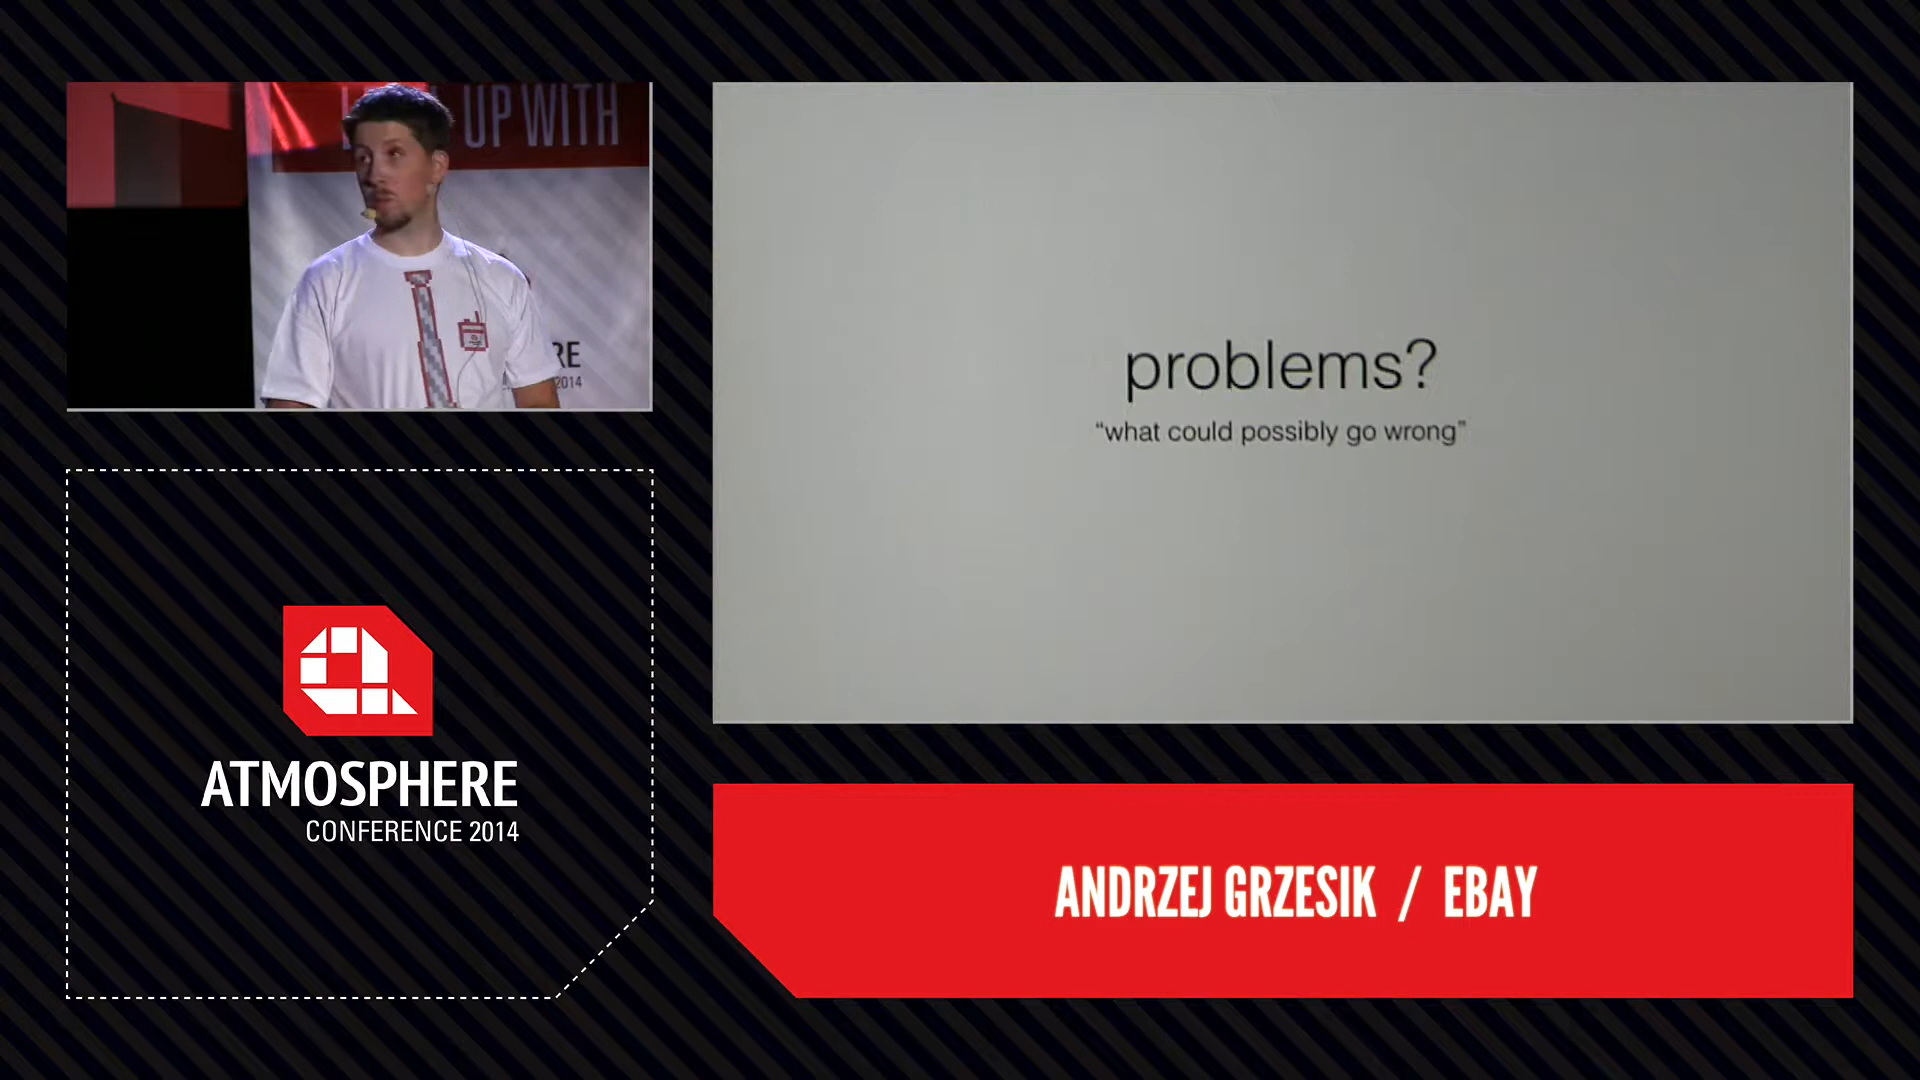 UP WITH
RE
2014
problems?
“what could possibly go wrong”
ATMOSPHERE
CONFERENCE 2014
ANDRZEJ GRZESIK / EBAY